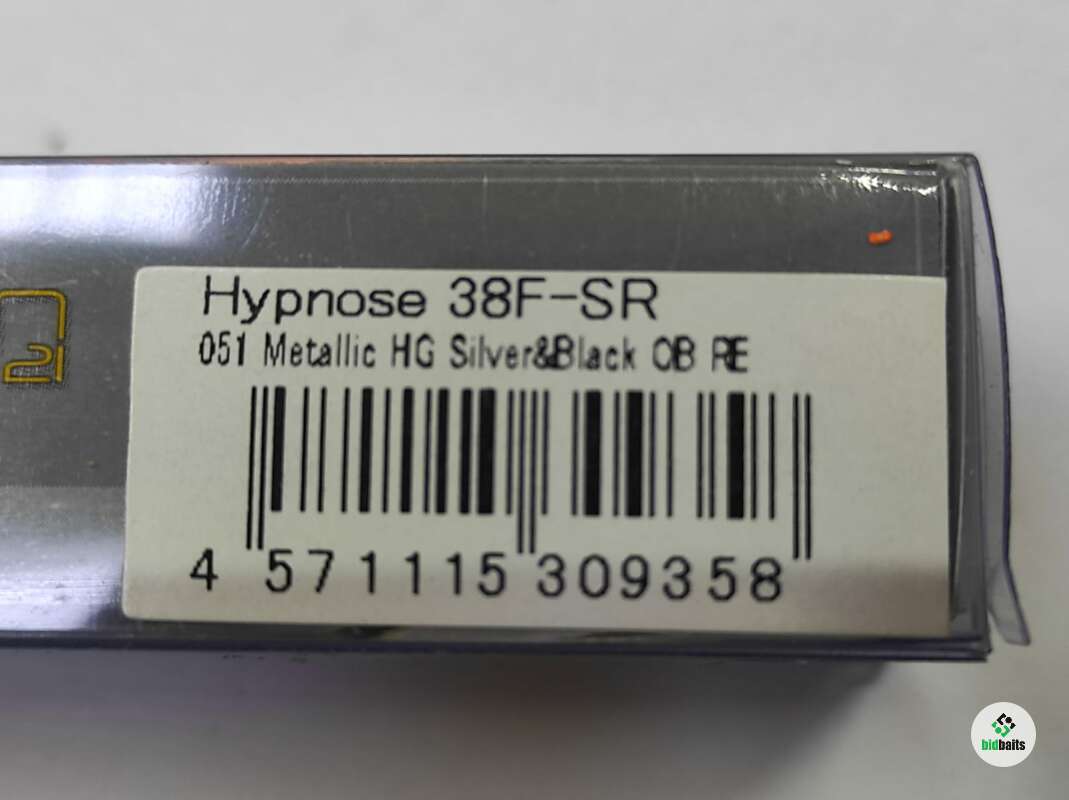 Hypnose 38F-SR
051 Metallic HG Silver&Black OB RE
4 571115 309358
bidbaits